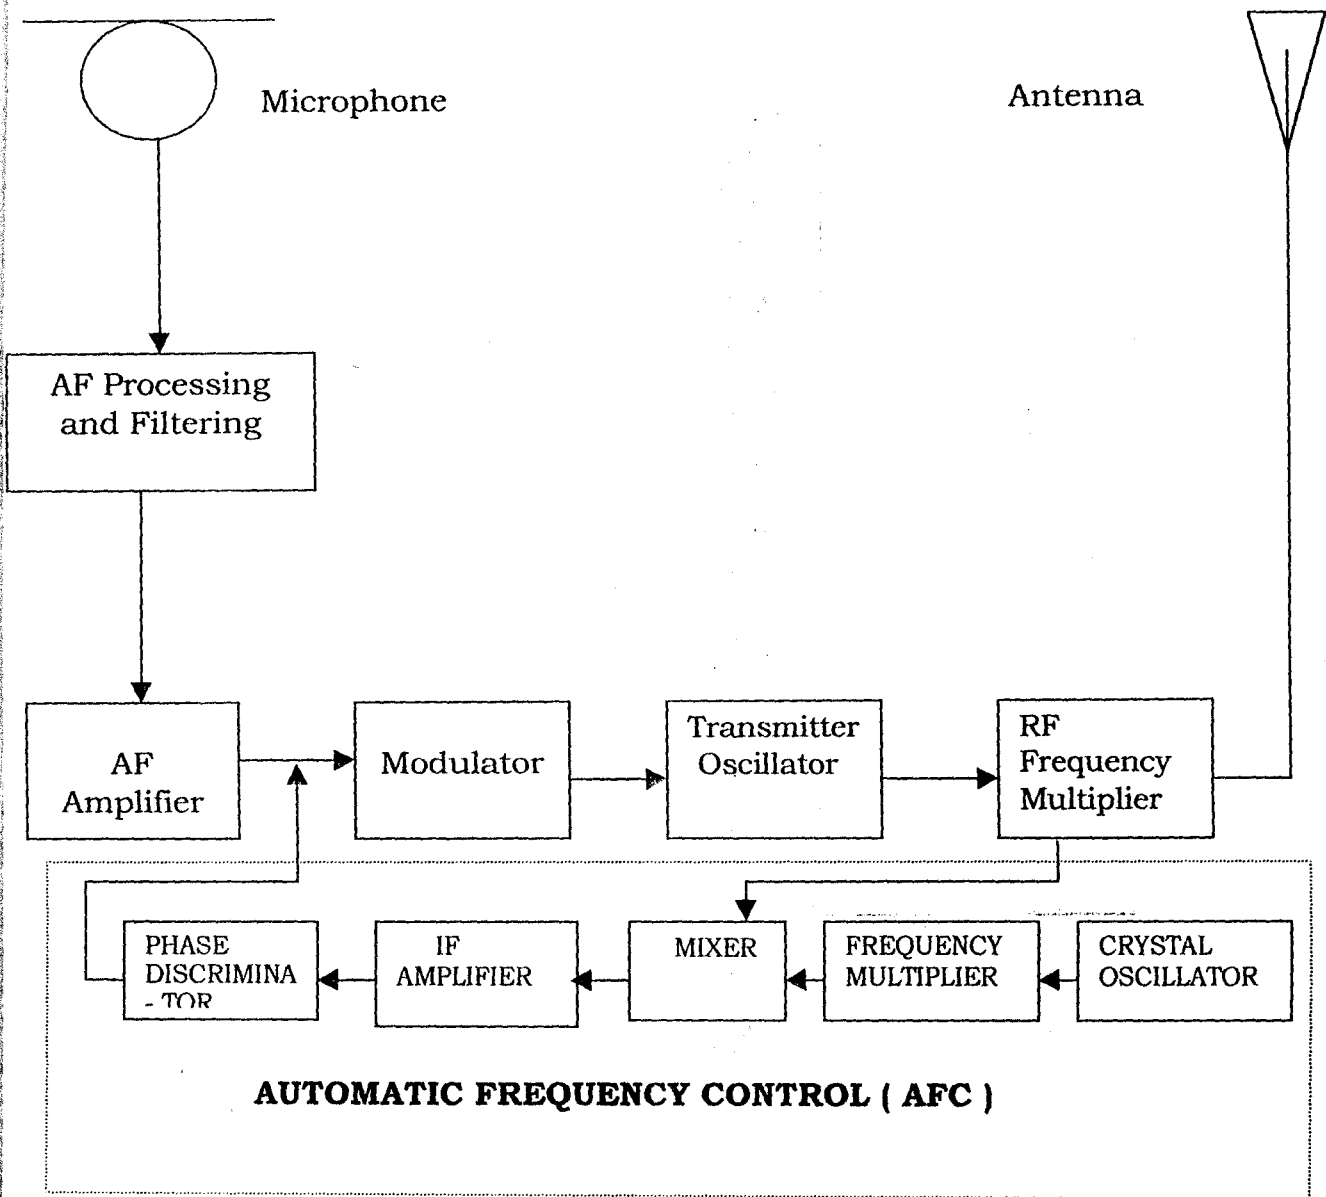 Microphone
Antenna
AF Processing
and Filtering
AF
Amplifier
Modulator
Transmitter
Oscillator
RF
Frequency
Multiplier
PHASE
DISCRIMINA
- TOR
IF
AMPLIFIER
MIXER
FREQUENCY
MULTIPLIER
CRYSTAL
OSCILLATOR
AUTOMATIC FREQUENCY CONTROL ( AFC )